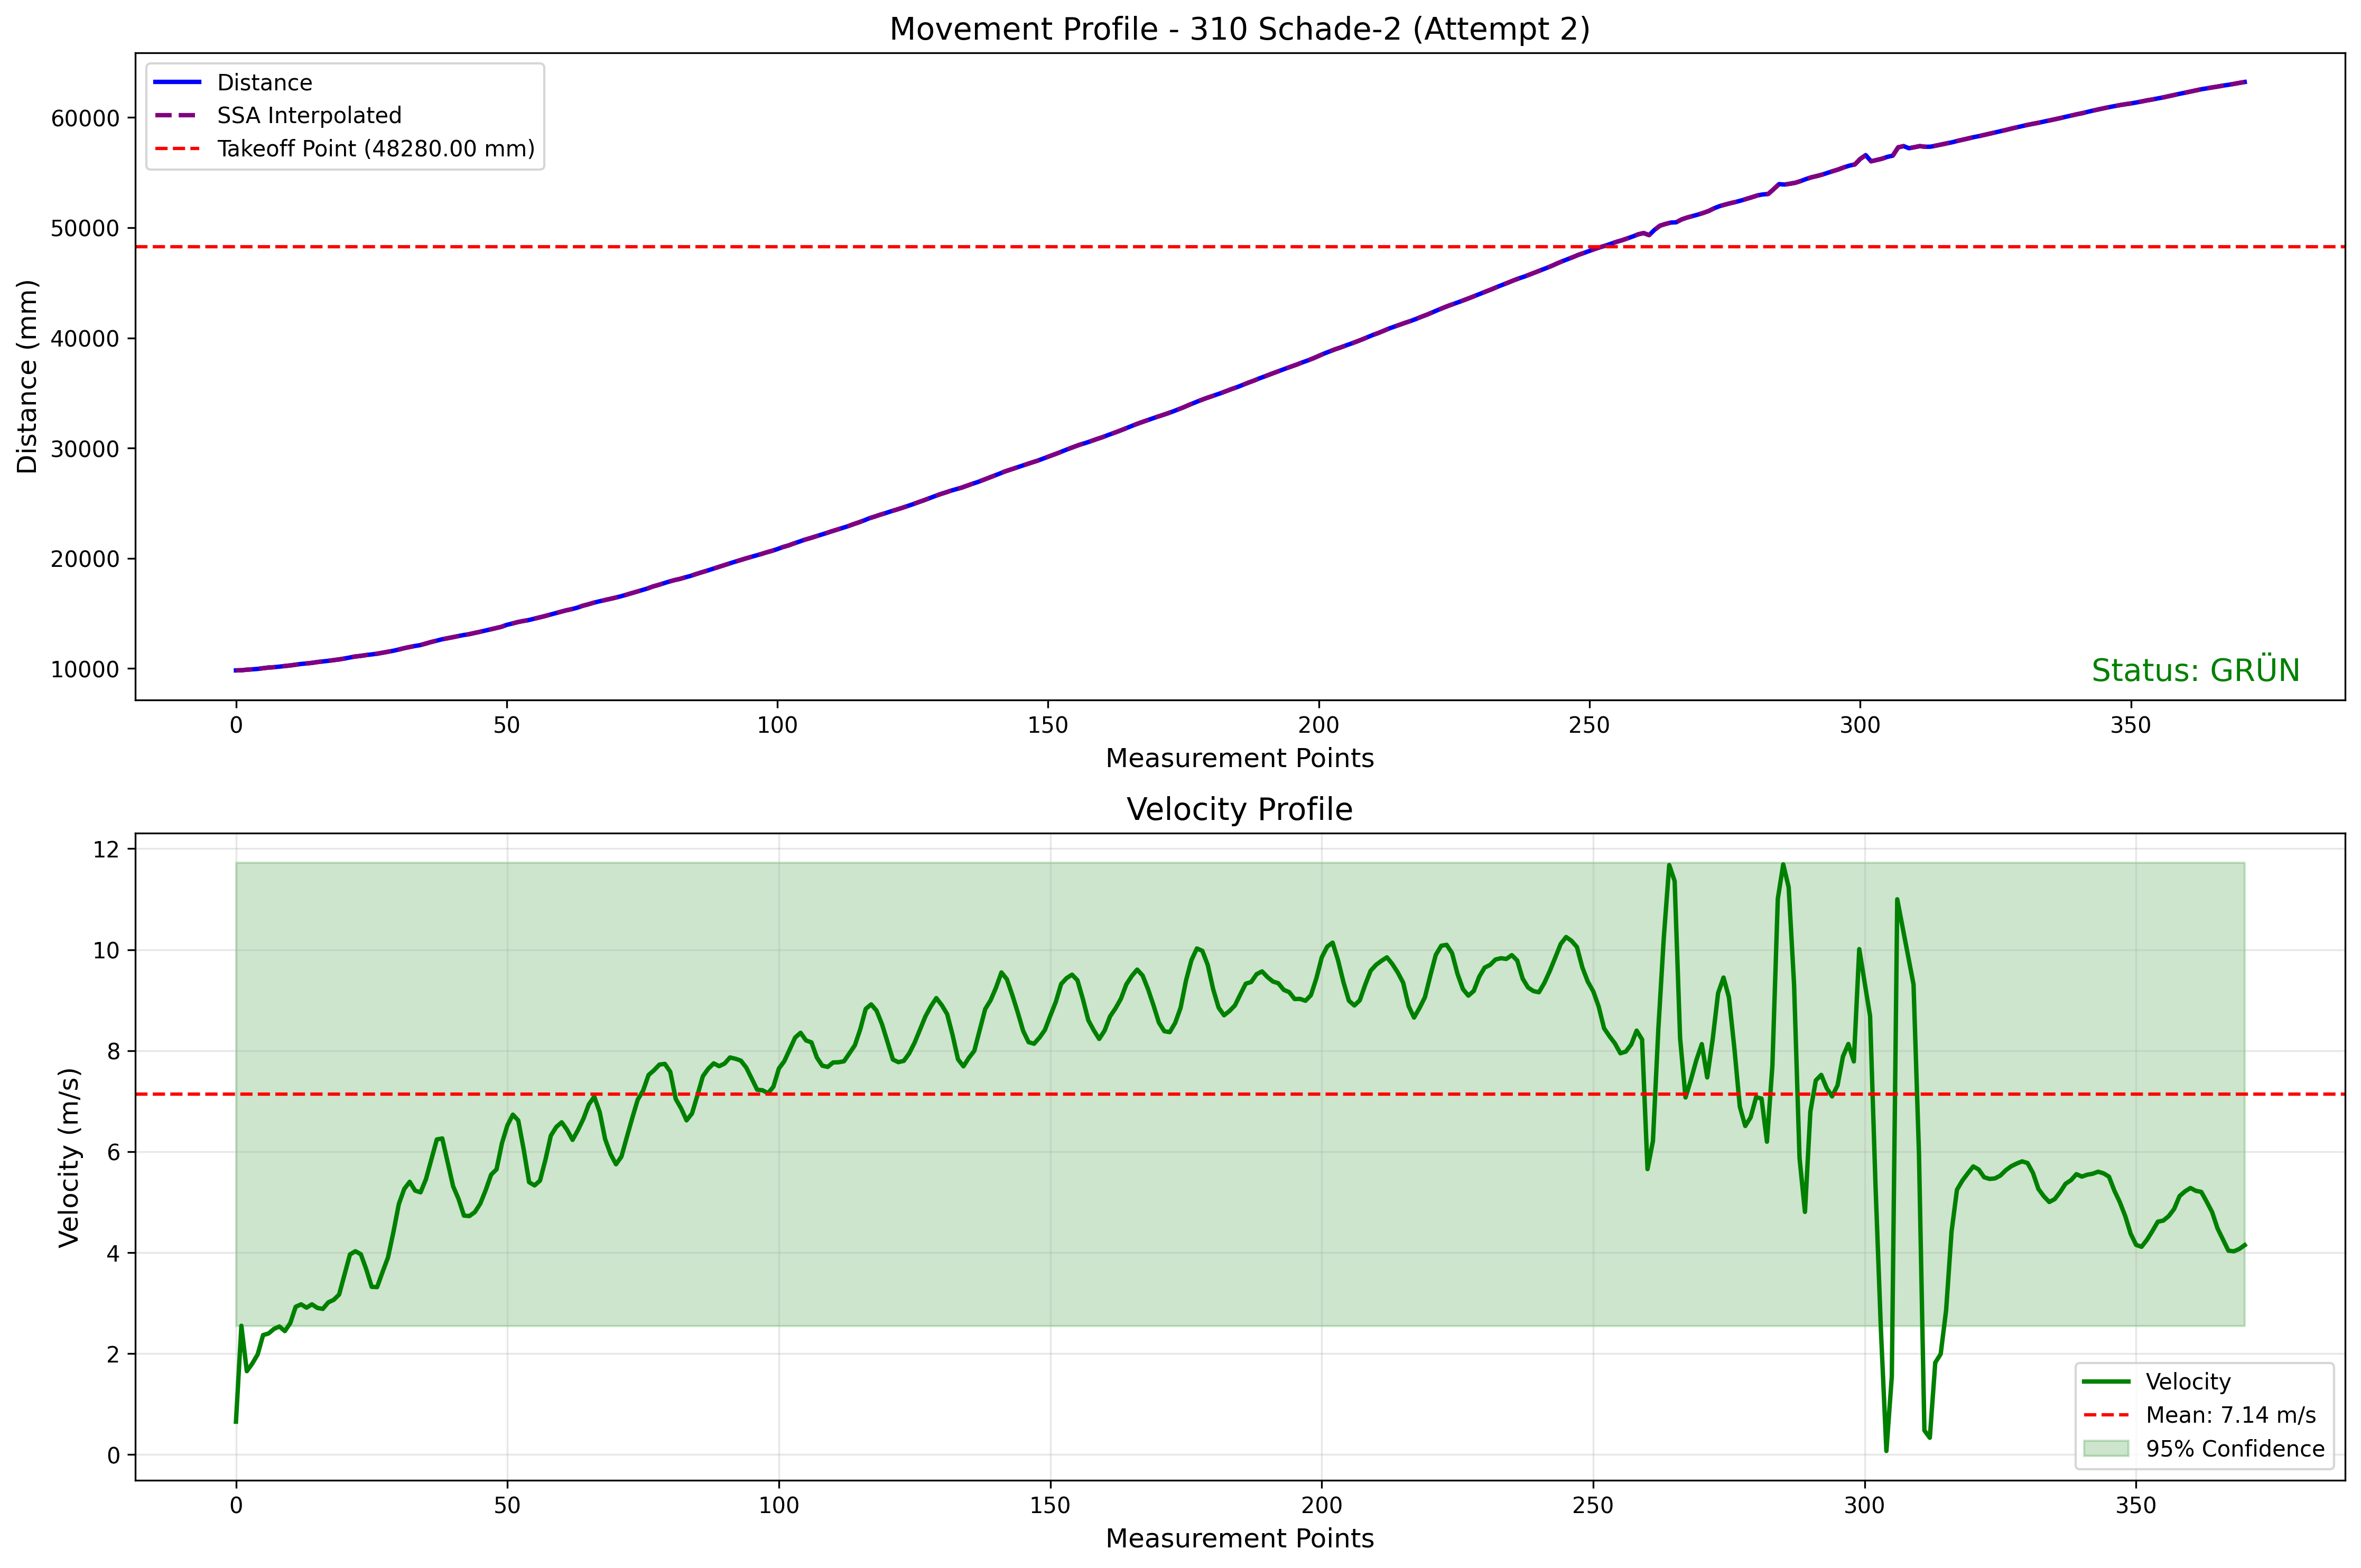 Movement Profile - 310 Schade-2 (Attempt 2)
Distance
SSA Interpolated
Takeoff Point (48280.00 mm)
60000
50000
40000
30000
20000
10000
Distance (mm)
Status: GRÜN
0 50 100 150 200 250 300 350
Measurement Points
Velocity Profile
12
10
8
6
4
2
0
Velocity (m/s)
Velocity
Mean: 7.14 m/s
95% Confidence
0 50 100 150 200 250 300 350
Measurement Points